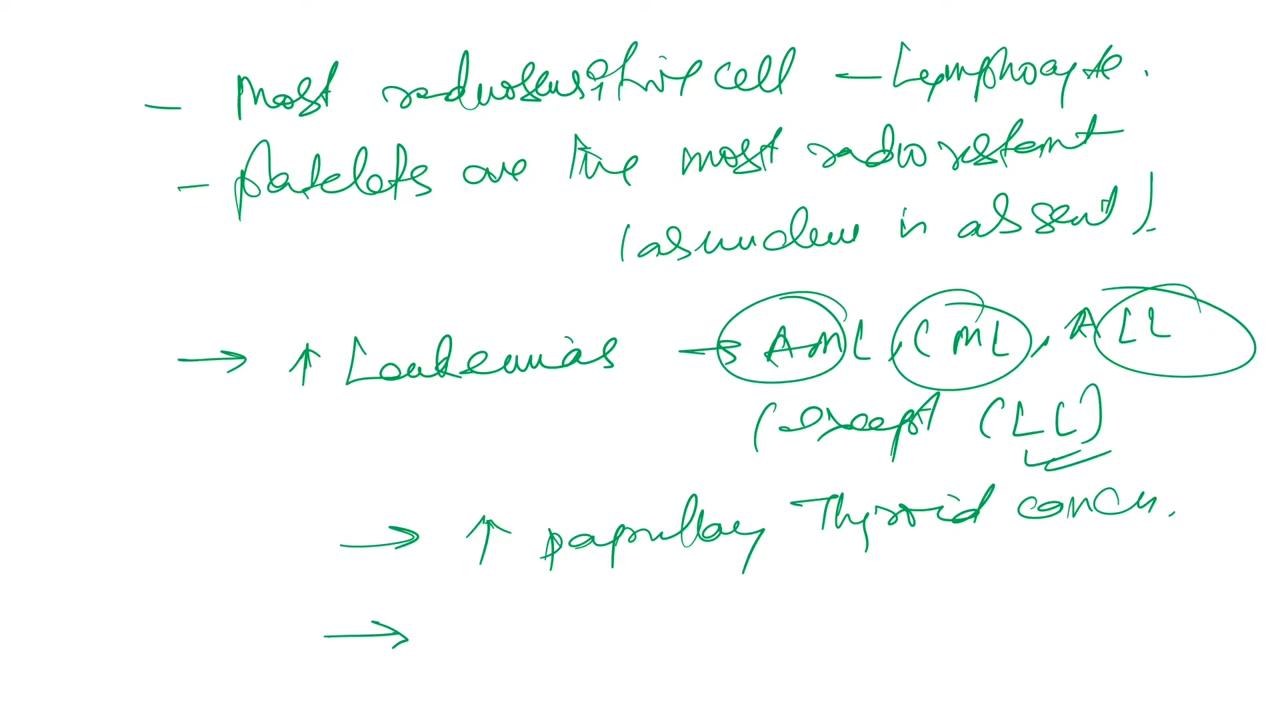 - Most radiosensitive cell - Lymphocyte.
- Platelets are the most radioresistant
(as nucleus is absent).
→ ↑ Leukemias → AML, CML, ALL
(except CLL)
→ ↑ papillary Thyroid cancer.
→